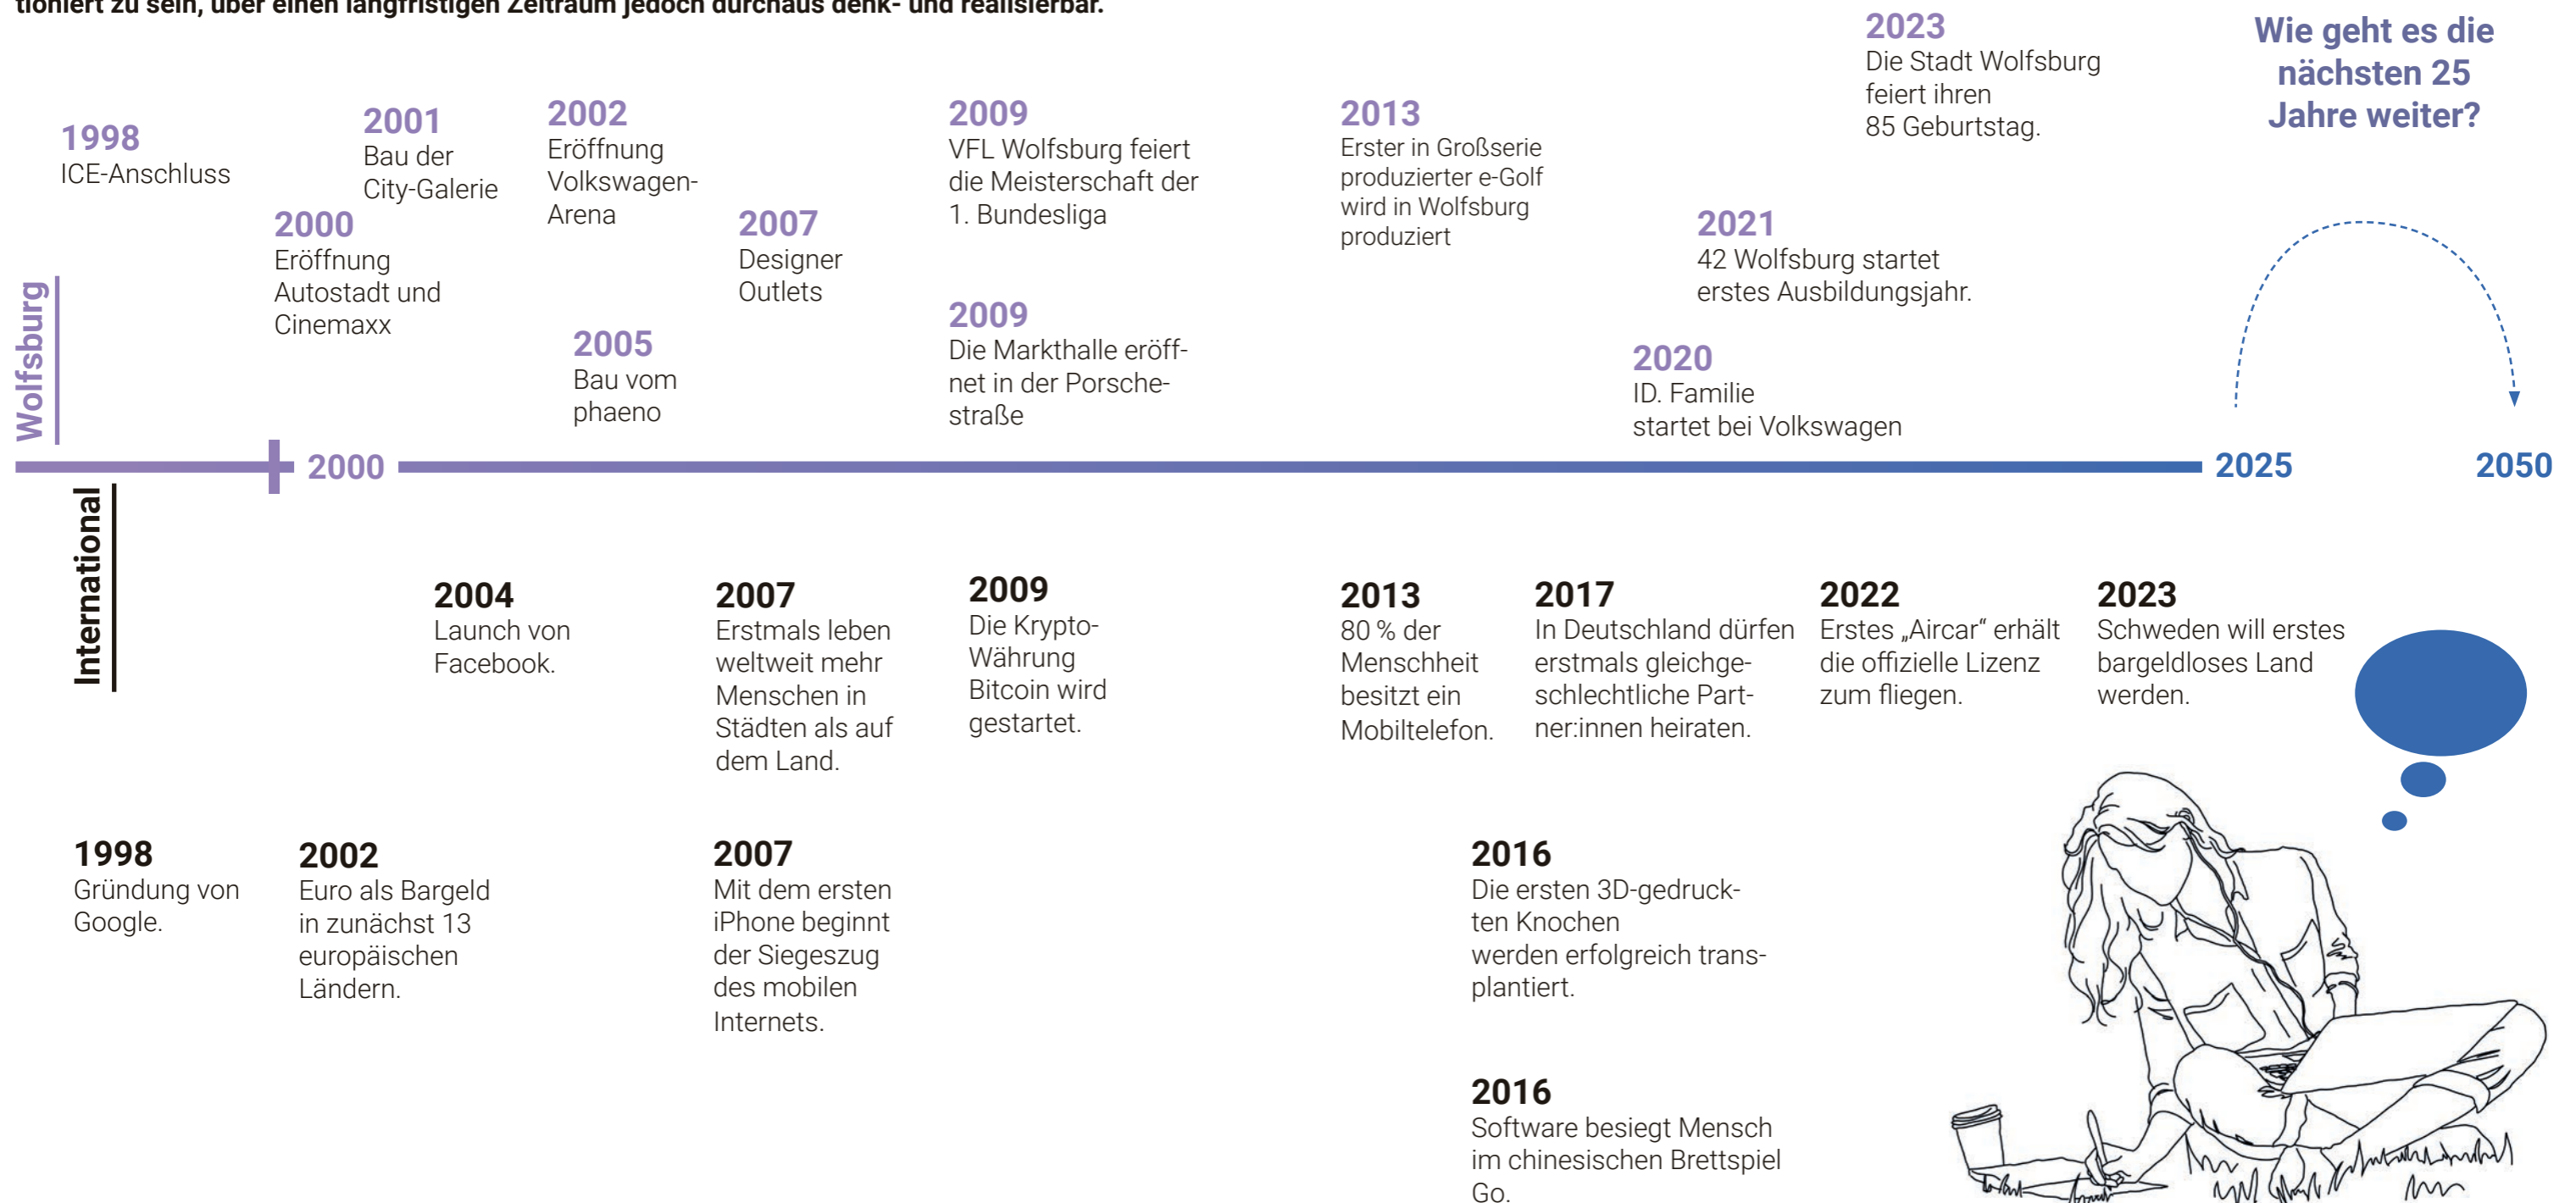 tioniert zu sein, über einen langfristigen Zeitraum jedoch durchaus denk- und realisierbar.
Wolfsburg
1998
ICE-Anschluss
2000
Eröffnung
Autostadt und
Cinemaxx
2001
Bau der
City-Galerie
2002
Eröffnung
Volkswagen-
Arena
2005
Bau vom
phaeno
2007
Designer
Outlets
2009
VFL Wolfsburg feiert
die Meisterschaft der
1. Bundesliga
2009
Die Markthalle eröff-
net in der Porsche-
straße
2013
Erster in Großserie
produzierter e-Golf
wird in Wolfsburg
produziert
2020
ID. Familie
startet bei Volkswagen
2021
42 Wolfsburg startet
erstes Ausbildungsjahr.
2023
Die Stadt Wolfsburg
feiert ihren
85 Geburtstag.
Wie geht es die
nächsten 25
Jahre weiter?
2000
2025
2050
International
1998
Gründung von
Google.
2002
Euro als Bargeld
in zunächst 13
europäischen
Ländern.
2004
Launch von
Facebook.
2007
Erstmals leben
weltweit mehr
Menschen in
Städten als auf
dem Land.
2007
Mit dem ersten
iPhone beginnt
der Siegeszug
des mobilen
Internets.
2009
Die Krypto-
Währung
Bitcoin wird
gestartet.
2013
80 % der
Menschheit
besitzt ein
Mobiltelefon.
2016
Die ersten 3D-gedruck-
ten Knochen
werden erfolgreich trans-
plantiert.
2016
Software besiegt Mensch
im chinesischen Brettspiel
Go.
2017
In Deutschland dürfen
erstmals gleichge-
schlechtliche Part-
ner:innen heiraten.
2022
Erstes „Aircar“ erhält
die offizielle Lizenz
zum fliegen.
2023
Schweden will erstes
bargeldloses Land
werden.